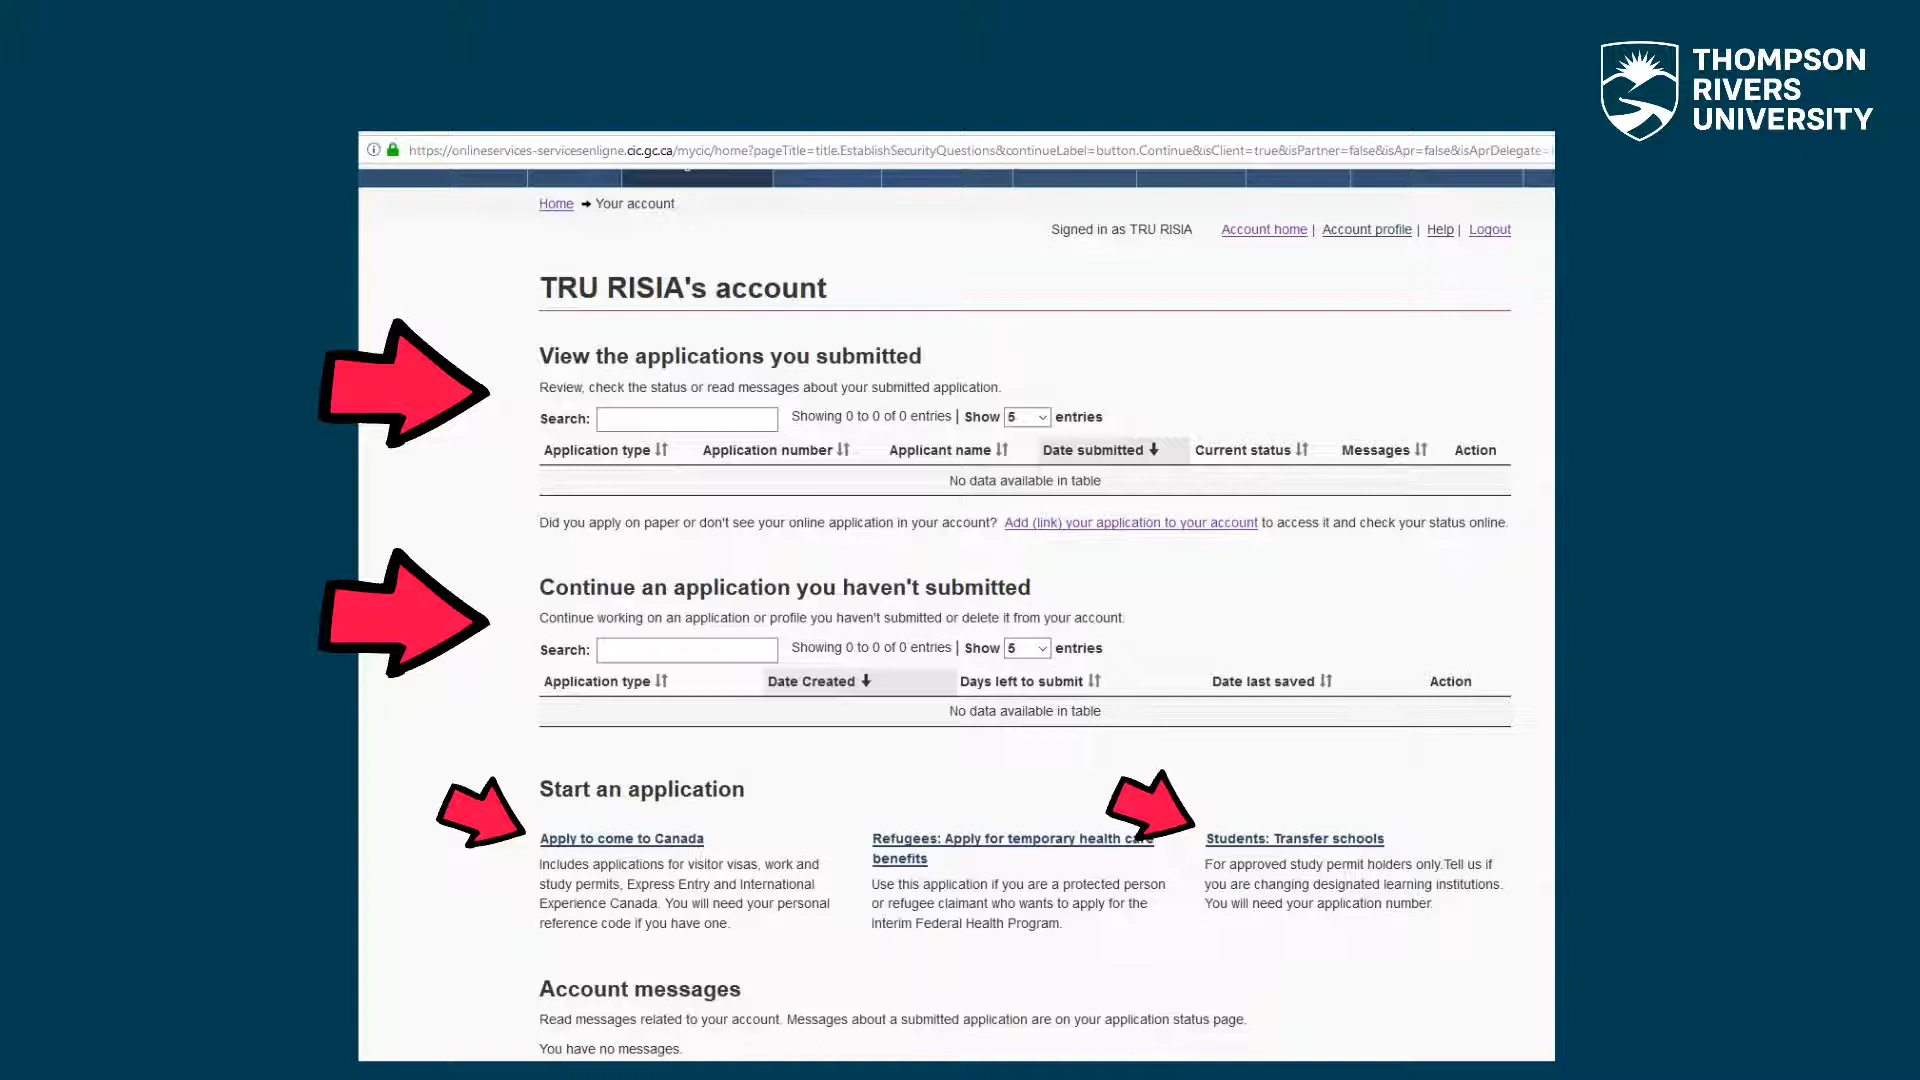 THOMPSON
RIVERS
UNIVERSITY
https://onlineservices-servicesenligne.cic.gc.ca/mycic/home?pageTitle=title.EstablishSecurityQuestions&continueLabel=button.Continue&isClient=true&isPartner=false&isApr=false&isAprDelegate=
Home → Your account
Signed in as TRU RISIA Account home | Account profile | Help | Logout
TRU RISIA's account
View the applications you submitted
Review, check the status or read messages about your submitted application.
Search: Showing 0 to 0 of 0 entries | Show 5 entries
Application type Application number Applicant name Date submitted Current status Messages Action
No data available in table
Did you apply on paper or don't see your online application in your account? Add (link) your application to your account to access it and check your status online.
Continue an application you haven't submitted
Continue working on an application or profile you haven't submitted or delete it from your account.
Search: Showing 0 to 0 of 0 entries | Show 5 entries
Application type Date Created Days left to submit Date last saved Action
No data available in table
Start an application
Apply to come to Canada
Includes applications for visitor visas, work and
study permits, Express Entry and International
Experience Canada. You will need your personal
reference code if you have one.
Refugees: Apply for temporary health care
benefits
Use this application if you are a protected person
or refugee claimant who wants to apply for the
Interim Federal Health Program.
Students: Transfer schools
For approved study permit holders only.Tell us if
you are changing designated learning institutions.
You will need your application number.
Account messages
Read messages related to your account. Messages about a submitted application are on your application status page.
You have no messages.